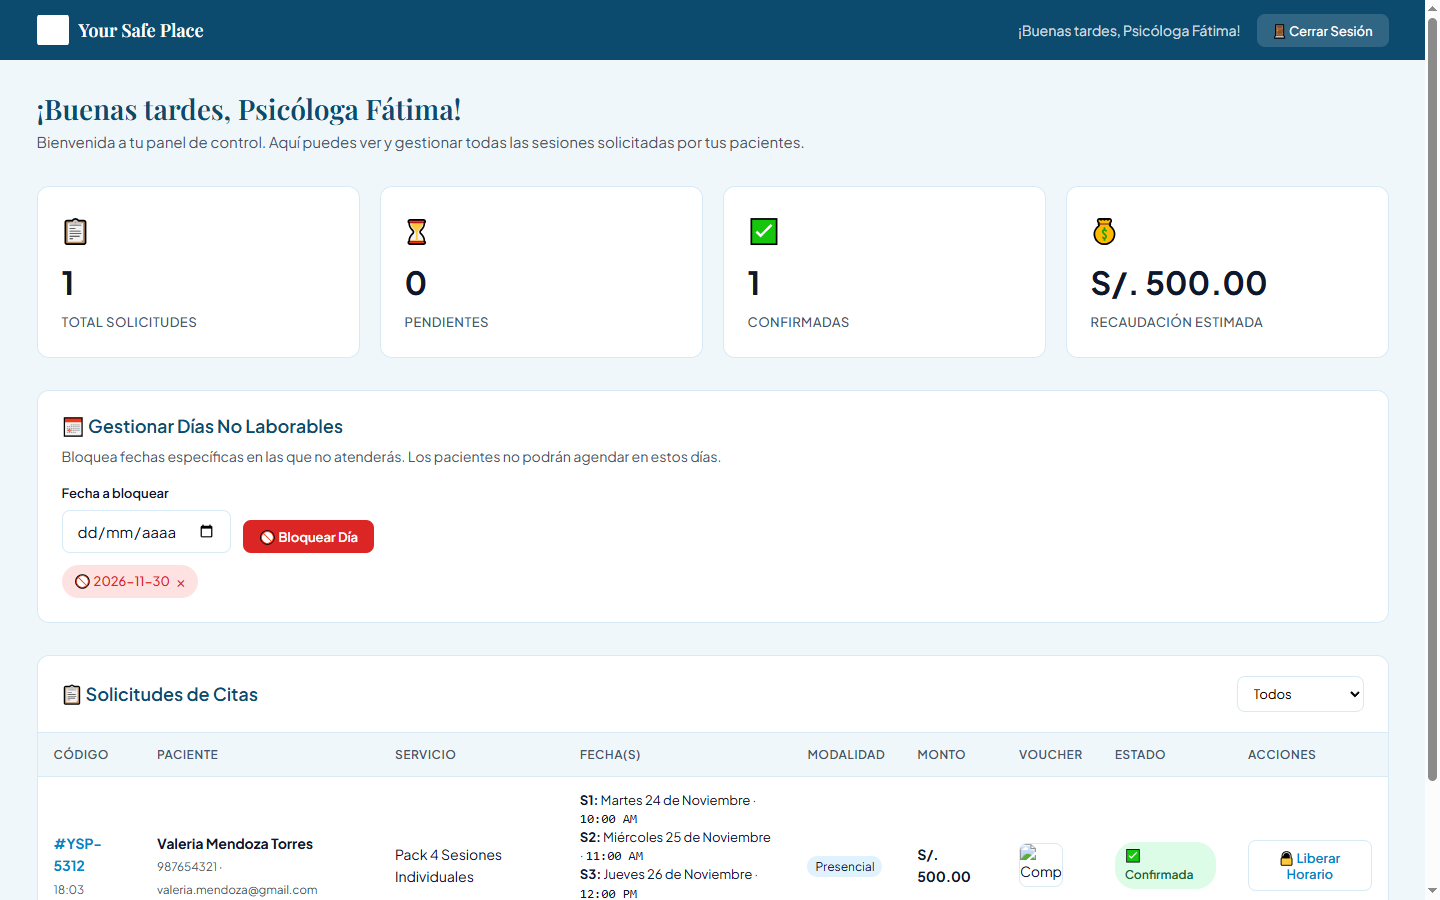 Your Safe Place
¡Buenas tardes, Psicóloga Fátima!
Cerrar Sesión
¡Buenas tardes, Psicóloga Fátima!
Bienvenida a tu panel de control. Aquí puedes ver y gestionar todas las sesiones solicitadas por tus pacientes.
1
TOTAL SOLICITUDES
0
PENDIENTES
1
CONFIRMADAS
S/. 500.00
RECAUDACIÓN ESTIMADA
Gestionar Días No Laborables
Bloquea fechas específicas en las que no atenderás. Los pacientes no podrán agendar en estos días.
Fecha a bloquear
dd/mm/aaaa
Bloquear Día
2026-11-30 ×
Solicitudes de Citas
Todos
CÓDIGO PACIENTE SERVICIO FECHA(S) MODALIDAD MONTO VOUCHER ESTADO ACCIONES
#YSP-
5312
18:03
Valeria Mendoza Torres
987654321 ·
valeria.mendoza@gmail.com
Pack 4 Sesiones
Individuales
S1: Martes 24 de Noviembre ·
10:00 AM
S2: Miércoles 25 de Noviembre
· 11:00 AM
S3: Jueves 26 de Noviembre ·
12:00 PM
Presencial
S/.
500.00
Comp
Confirmada
Liberar
Horario